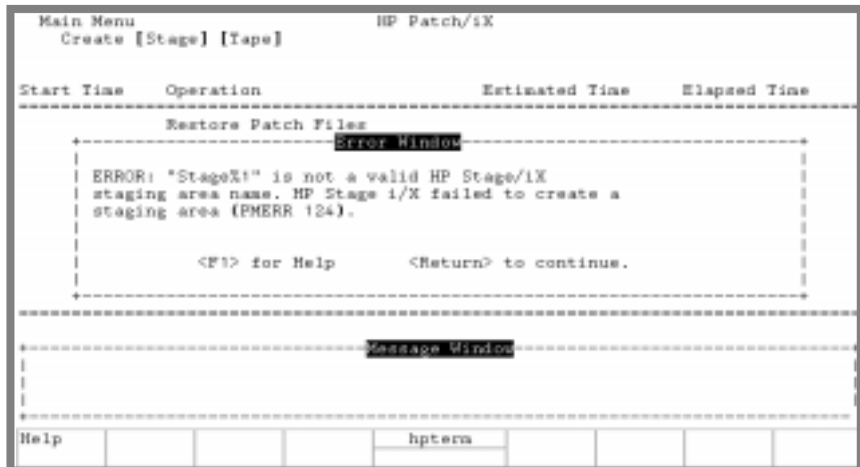 Main Menu HP Patch/iX
Create [Stage] [Tape]
Start Time Operation Estimated Time Elapsed Time
Restore Patch Files
Error Window
ERROR: "Stage%1" is not a valid HP Stage/iX
staging area name. HP Stage i/X failed to create a
staging area (PMERR 124).
<F1> for Help <Return> to continue.
Message Window
Help hpterm